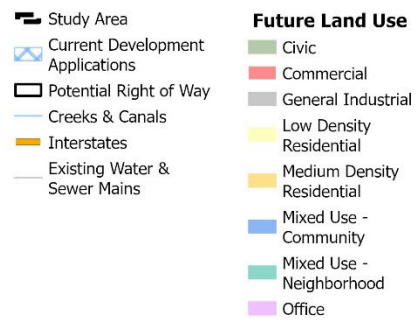 Study Area
Current Development
Applications
Potential Right of Way
Creeks & Canals
Interstates
Existing Water &
Sewer Mains
Future Land Use
Civic
Commercial
General Industrial
Low Density
Residential
Medium Density
Residential
Mixed Use -
Community
Mixed Use -
Neighborhood
Office